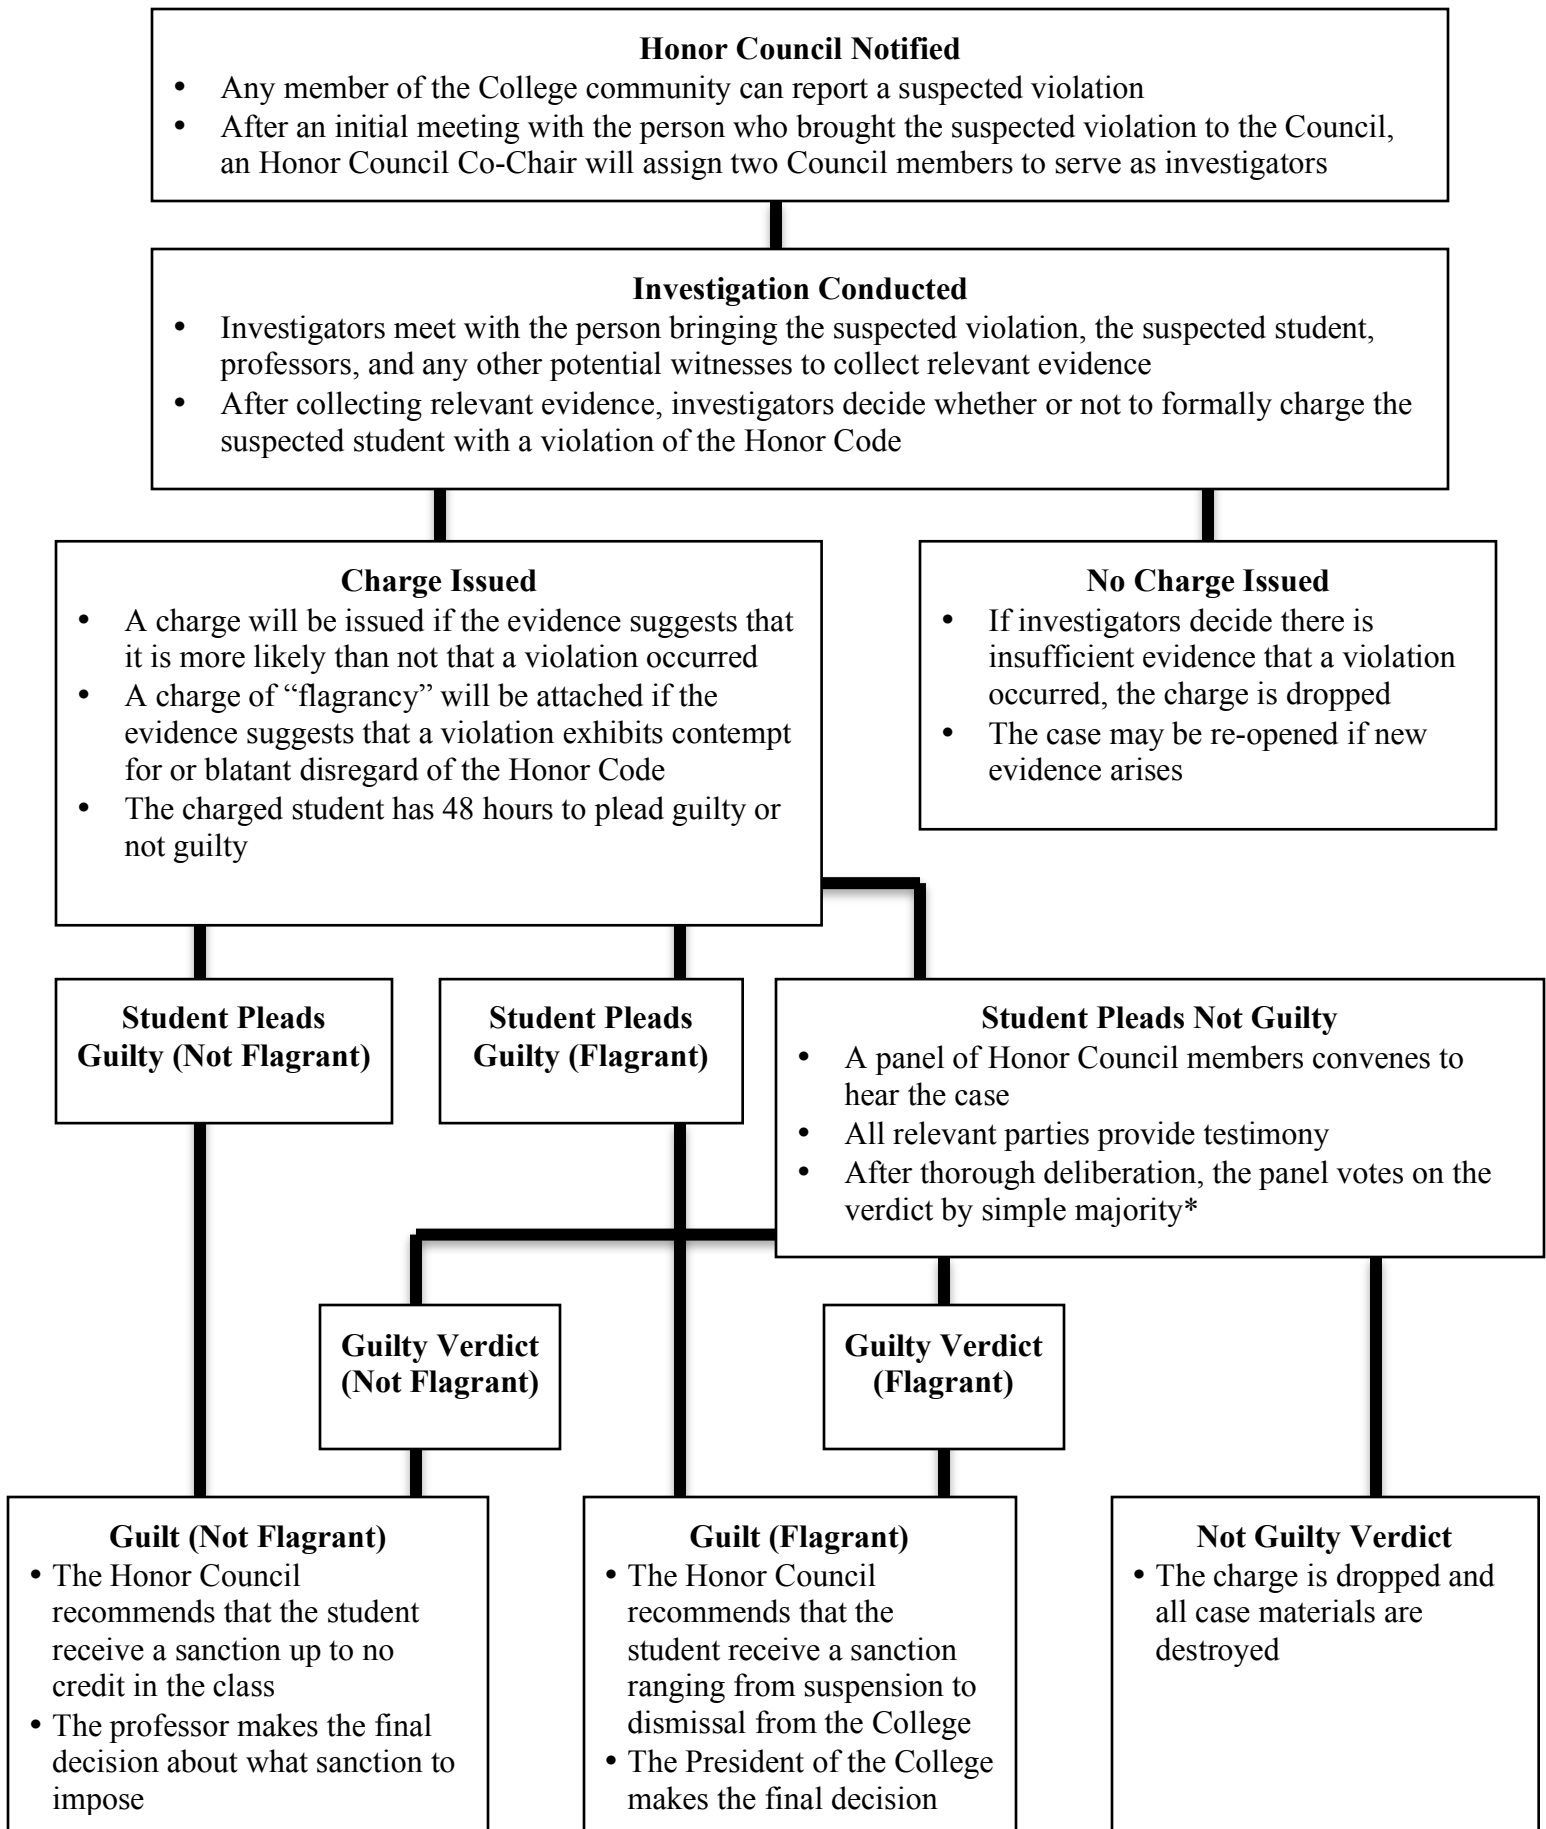 Honor Council Notified
• Any member of the College community can report a suspected violation
• After an initial meeting with the person who brought the suspected violation to the Council,
an Honor Council Co-Chair will assign two Council members to serve as investigators
Investigation Conducted
• Investigators meet with the person bringing the suspected violation, the suspected student,
professors, and any other potential witnesses to collect relevant evidence
• After collecting relevant evidence, investigators decide whether or not to formally charge the
suspected student with a violation of the Honor Code
Charge Issued
• A charge will be issued if the evidence suggests that
it is more likely than not that a violation occurred
• A charge of “flagrancy” will be attached if the
evidence suggests that a violation exhibits contempt
for or blatant disregard of the Honor Code
• The charged student has 48 hours to plead guilty or
not guilty
No Charge Issued
• If investigators decide there is
insufficient evidence that a violation
occurred, the charge is dropped
• The case may be re-opened if new
evidence arises
Student Pleads
Guilty (Not Flagrant)
Student Pleads
Guilty (Flagrant)
Student Pleads Not Guilty
• A panel of Honor Council members convenes to
hear the case
• All relevant parties provide testimony
• After thorough deliberation, the panel votes on the
verdict by simple majority*
Guilty Verdict
(Not Flagrant)
Guilty Verdict
(Flagrant)
Guilt (Not Flagrant)
• The Honor Council
recommends that the student
receive a sanction up to no
credit in the class
• The professor makes the final
decision about what sanction to
impose
Guilt (Flagrant)
• The Honor Council
recommends that the
student receive a sanction
ranging from suspension to
dismissal from the College
• The President of the College
makes the final decision
Not Guilty Verdict
• The charge is dropped and
all case materials are
destroyed